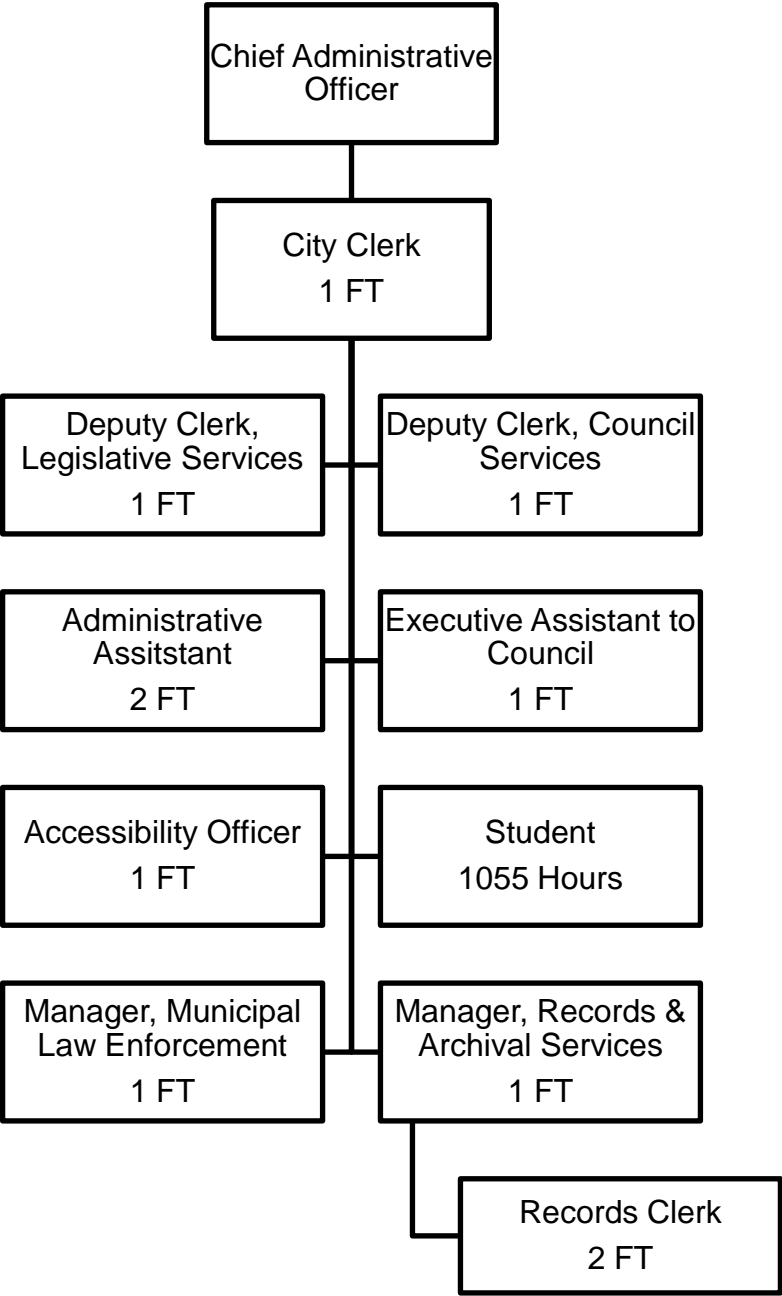 Chief Administrative
Officer
City Clerk
1 FT
Deputy Clerk,
Legislative Services
1 FT
Deputy Clerk, Council
Services
1 FT
Administrative
Assitstant
2 FT
Executive Assistant to
Council
1 FT
Accessibility Officer
1 FT
Student
1055 Hours
Manager, Municipal
Law Enforcement
1 FT
Manager, Records &
Archival Services
1 FT
Records Clerk
2 FT